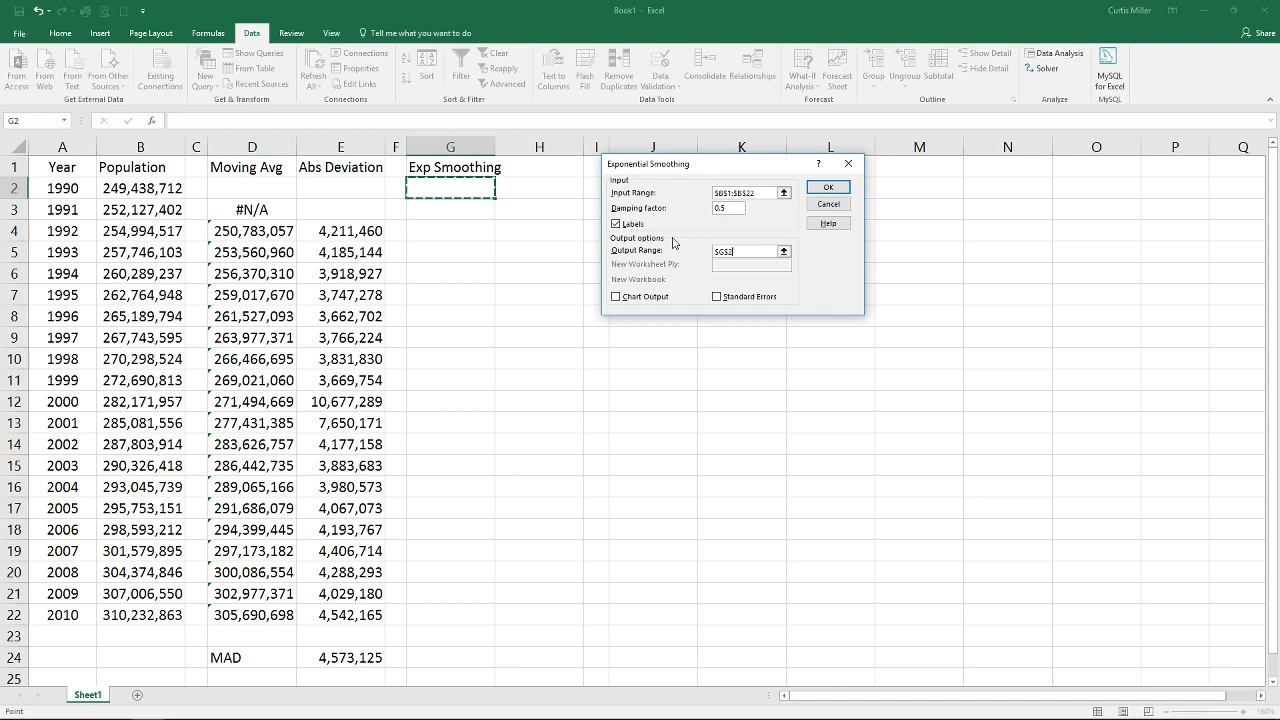 Book1 - Excel
Curtis Miller
File Home Insert Page Layout Formulas Data Review View Tell me what you want to do Share
From Access
From Web
From Text
From Other Sources
Existing Connections
Get External Data
New Query
Show Queries
From Table
Recent Sources
Get & Transform
Refresh All
Connections
Properties
Edit Links
Connections
Sort
Filter
Clear
Reapply
Advanced
Sort & Filter
Text to Columns
Flash Fill
Remove Duplicates
Data Validation
Consolidate
Relationships
Data Tools
What-If Analysis
Forecast Sheet
Forecast
Group
Ungroup
Subtotal
Show Detail
Hide Detail
Outline
Data Analysis
Solver
Analyze
MySQL for Excel
MySQL
G2 fx
A B C D E F G H I J K L M N O P Q
1 Year Population Moving Avg Abs Deviation Exp Smoothing
2 1990 249,438,712
3 1991 252,127,402 #N/A
4 1992 254,994,517 250,783,057 4,211,460
5 1993 257,746,103 253,560,960 4,185,144
6 1994 260,289,237 256,370,310 3,918,927
7 1995 262,764,948 259,017,670 3,747,278
8 1996 265,189,794 261,527,093 3,662,702
9 1997 267,743,595 263,977,371 3,766,224
10 1998 270,298,524 266,466,695 3,831,830
11 1999 272,690,813 269,021,060 3,669,754
12 2000 282,171,957 271,494,669 10,677,289
13 2001 285,081,556 277,431,385 7,650,171
14 2002 287,803,914 283,626,757 4,177,158
15 2003 290,326,418 286,442,735 3,883,683
16 2004 293,045,739 289,065,166 3,980,573
17 2005 295,753,151 291,686,079 4,067,073
18 2006 298,593,212 294,399,445 4,193,767
19 2007 301,579,895 297,173,182 4,406,714
20 2008 304,374,846 300,086,554 4,288,293
21 2009 307,006,550 302,977,371 4,029,180
22 2010 310,232,863 305,690,698 4,542,165
23
24 MAD 4,573,125
25
Exponential Smoothing ?
Input
Input Range: $B$1:$B$22 OK
Damping factor: 0.5 Cancel
Labels Help
Output options
Output Range: $G$2
New Worksheet Ply:
New Workbook
Chart Output Standard Errors
Sheet1
Point 160%